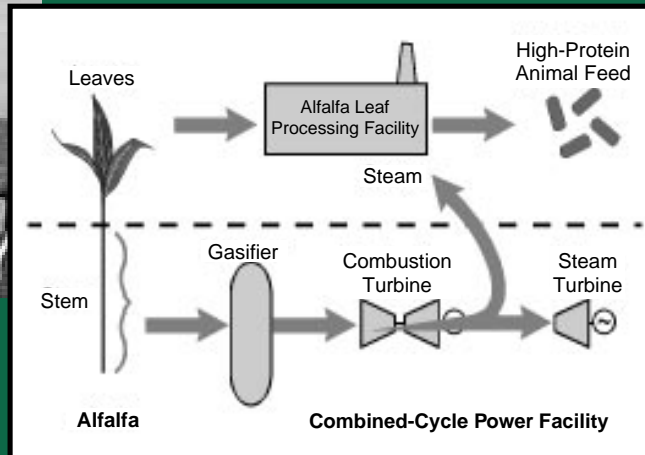 Leaves
Alfalfa Leaf
Processing Facility
High-Protein
Animal Feed
Steam
Stem
Gasifier
Combustion
Turbine
Steam
Turbine
~
~
Alfalfa
Combined-Cycle Power Facility